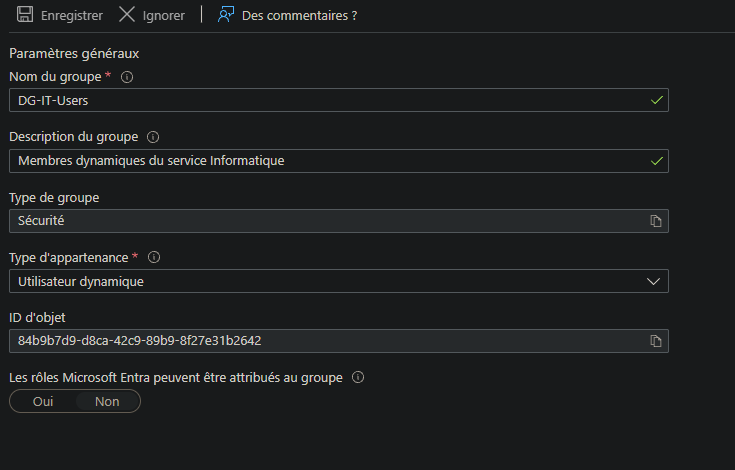 Enregistrer Ignorer Des commentaires ?
Paramètres généraux
Nom du groupe *
DG-IT-Users
Description du groupe
Membres dynamiques du service Informatique
Type de groupe
Sécurité
Type d'appartenance *
Utilisateur dynamique
ID d'objet
84b9b7d9-d8ca-42c9-89b9-8f27e31b2642
Les rôles Microsoft Entra peuvent être attribués au groupe
Oui Non